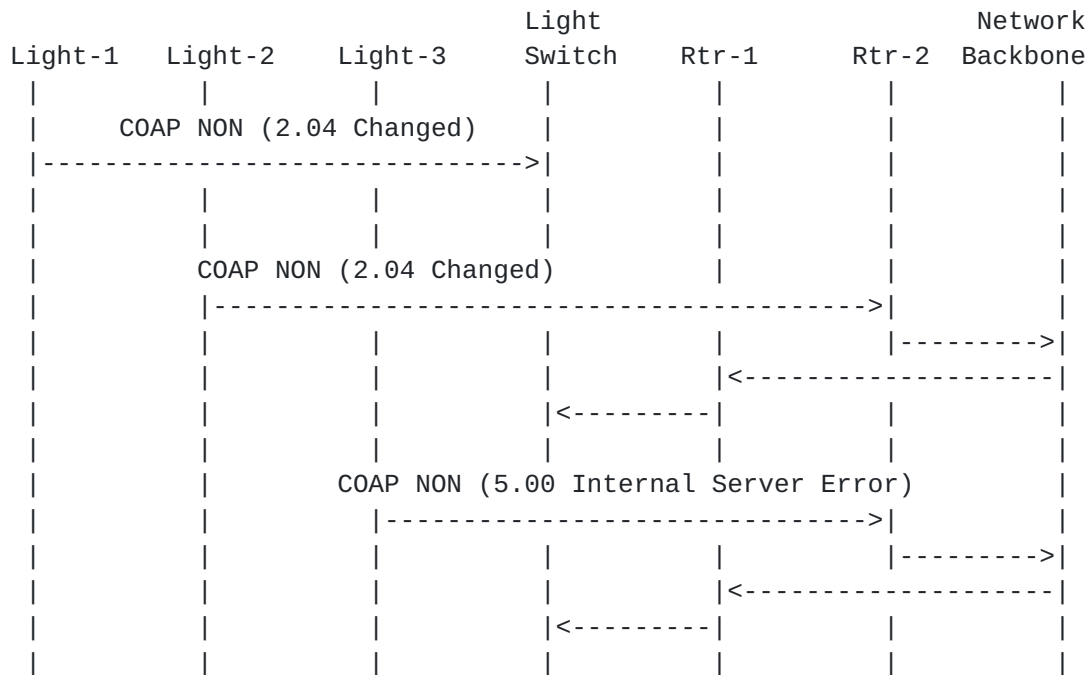 Light Network
Light-1 Light-2 Light-3 Switch Rtr-1 Rtr-2 Backbone
COAP NON (2.04 Changed)
COAP NON (2.04 Changed)
COAP NON (5.00 Internal Server Error)